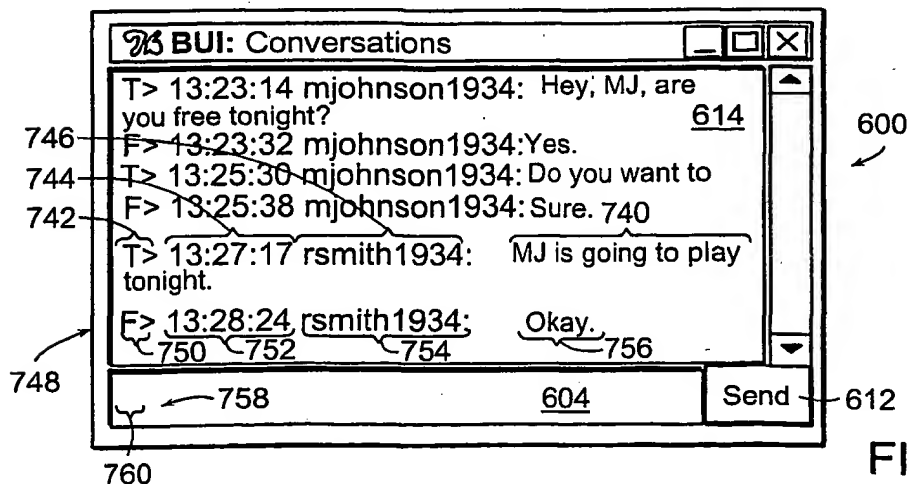 BUI: Conversations
T> 13:23:14 mjohnson1934: Hey, MJ, are
you free tonight?
614
600
F> 13:23:32 mjohnson1934: Yes.
746
T> 13:25:30 mjohnson1934: Do you want to
744
F> 13:25:38 mjohnson1934: Sure. 740
742
T> 13:27:17 rsmith1934: MJ is going to play
tonight.
F> 13:28:24 rsmith1934: Okay.
750 752 754 756
748
758 604 Send 612
760
FI